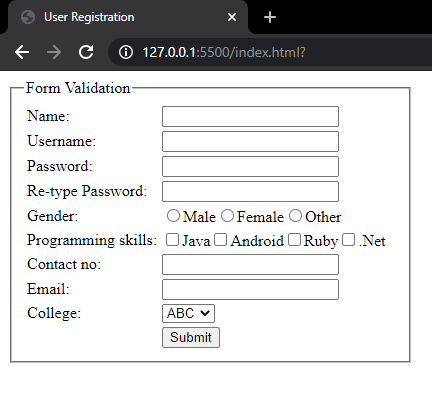 User Registration
127.0.0.1:5500/index.html?
Form Validation
Name:
Username:
Password:
Re-type Password:
Gender: Male Female Other
Programming skills: Java Android Ruby .Net
Contact no:
Email:
College: ABC
Submit